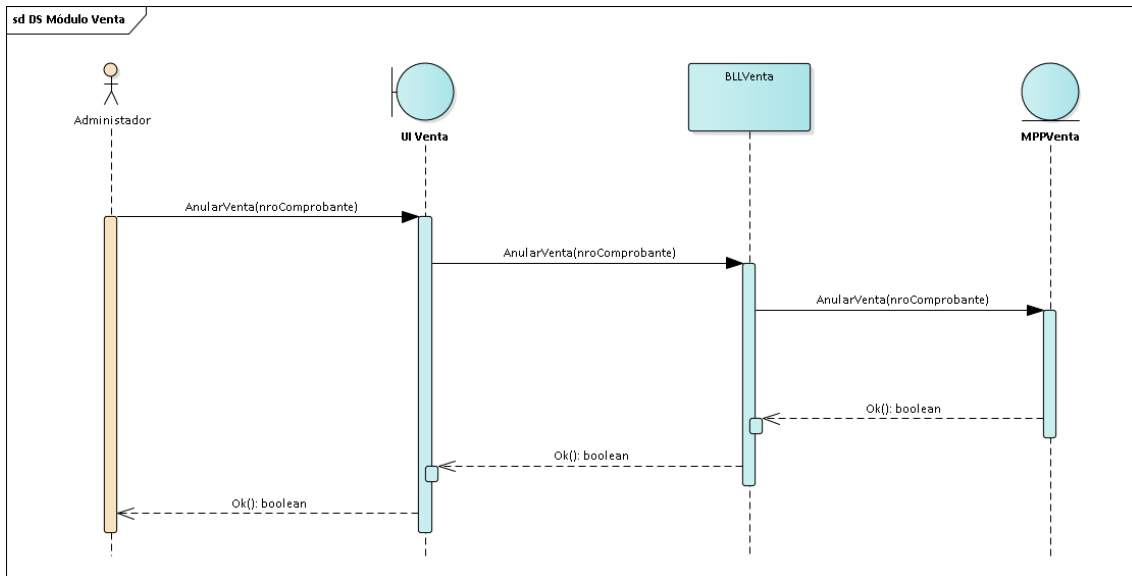 sd DS Módulo Venta
Administador
UI Venta
BLLVenta
MPPVenta
AnularVenta(nroComprobante)
AnularVenta(nroComprobante)
AnularVenta(nroComprobante)
Ok(): boolean
Ok(): boolean
Ok(): boolean